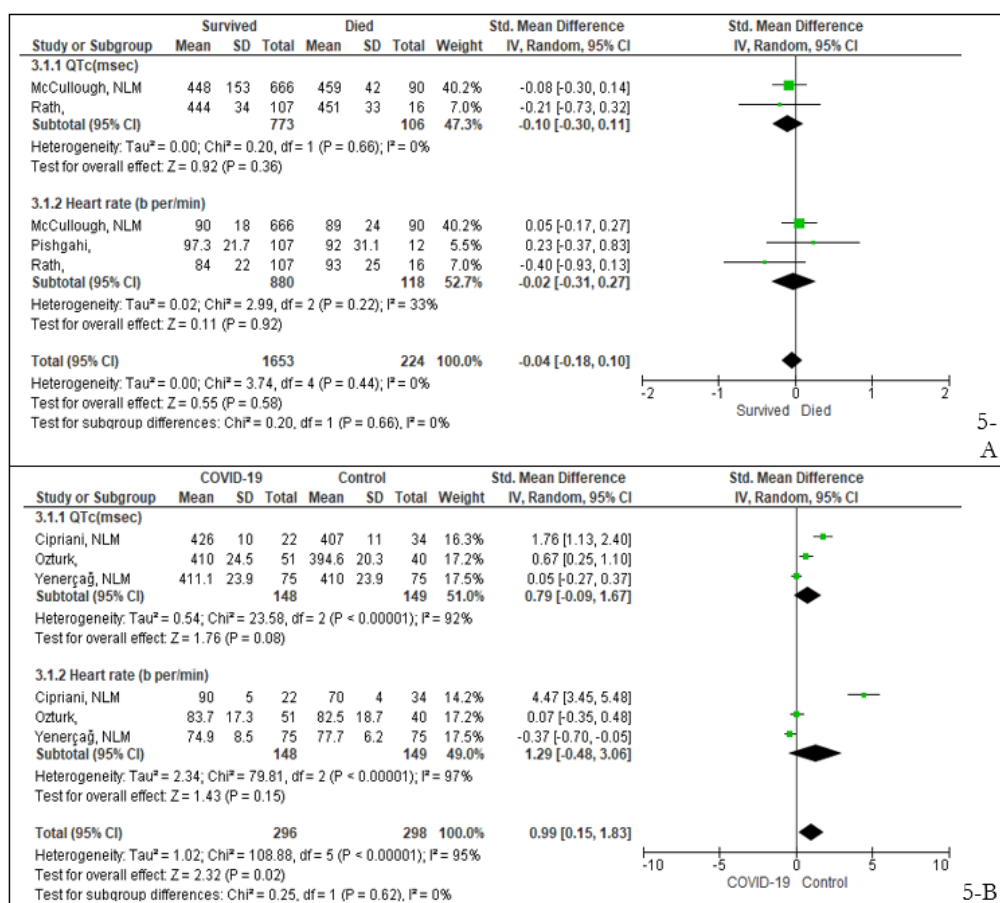 Survived Died Std. Mean Difference Std. Mean Difference
Study or Subgroup Mean SD Total Mean SD Total Weight IV, Random, 95% CI IV, Random, 95% CI
3.1.1 QTc(msec)
McCullough, NLM 448 153 666 459 42 90 40.2% -0.08 [-0.30, 0.14]
Rath, 444 34 107 451 33 16 7.0% -0.21 [-0.73, 0.32]
Subtotal (95% CI) 773 106 47.3% -0.10 [-0.30, 0.11]
Heterogeneity: Tau² = 0.00; Chi² = 0.20, df = 1 (P = 0.66); I² = 0%
Test for overall effect: Z = 0.92 (P = 0.36)
3.1.2 Heart rate (b per/min)
McCullough, NLM 90 18 666 89 24 90 40.2% 0.05 [-0.17, 0.27]
Pishgahi, 97.3 21.7 107 92 31.1 12 5.5% 0.23 [-0.37, 0.83]
Rath, 84 22 107 93 25 16 7.0% -0.40 [-0.93, 0.13]
Subtotal (95% CI) 880 118 52.7% -0.02 [-0.31, 0.27]
Heterogeneity: Tau² = 0.02; Chi² = 2.99, df = 2 (P = 0.22); I² = 33%
Test for overall effect: Z = 0.11 (P = 0.92)
Total (95% CI) 1653 224 100.0% -0.04 [-0.18, 0.10]
Heterogeneity: Tau² = 0.00; Chi² = 3.74, df = 4 (P = 0.44); I² = 0%
Test for overall effect: Z = 0.55 (P = 0.58)
Test for subgroup differences: Chi² = 0.20, df = 1 (P = 0.66), I² = 0%
-2 -1 0 1 2
Survived Died
5-
A
COVID-19 Control Std. Mean Difference Std. Mean Difference
Study or Subgroup Mean SD Total Mean SD Total Weight IV, Random, 95% CI IV, Random, 95% CI
3.1.1 QTc(msec)
Cipriani, NLM 426 10 22 407 11 34 16.3% 1.76 [1.13, 2.40]
Ozturk, 410 24.5 51 394.6 20.3 40 17.2% 0.67 [0.25, 1.10]
Yenerçağ, NLM 411.1 23.9 75 410 23.9 75 17.5% 0.05 [-0.27, 0.37]
Subtotal (95% CI) 148 149 51.0% 0.79 [-0.09, 1.67]
Heterogeneity: Tau² = 0.54; Chi² = 23.58, df = 2 (P < 0.00001); I² = 92%
Test for overall effect: Z = 1.76 (P = 0.08)
3.1.2 Heart rate (b per/min)
Cipriani, NLM 90 5 22 70 4 34 14.2% 4.47 [3.45, 5.48]
Ozturk, 83.7 17.3 51 82.5 18.7 40 17.2% 0.07 [-0.35, 0.48]
Yenerçağ, NLM 74.9 8.5 75 77.7 6.2 75 17.5% -0.37 [-0.70, -0.05]
Subtotal (95% CI) 148 149 49.0% 1.29 [-0.48, 3.06]
Heterogeneity: Tau² = 2.34; Chi² = 79.81, df = 2 (P < 0.00001); I² = 97%
Test for overall effect: Z = 1.43 (P = 0.15)
Total (95% CI) 296 298 100.0% 0.99 [0.15, 1.83]
Heterogeneity: Tau² = 1.02; Chi² = 108.88, df = 5 (P < 0.00001); I² = 95%
Test for overall effect: Z = 2.32 (P = 0.02)
Test for subgroup differences: Chi² = 0.25, df = 1 (P = 0.62), I² = 0%
-10 -5 0 5 10
COVID-19 Control
5-B